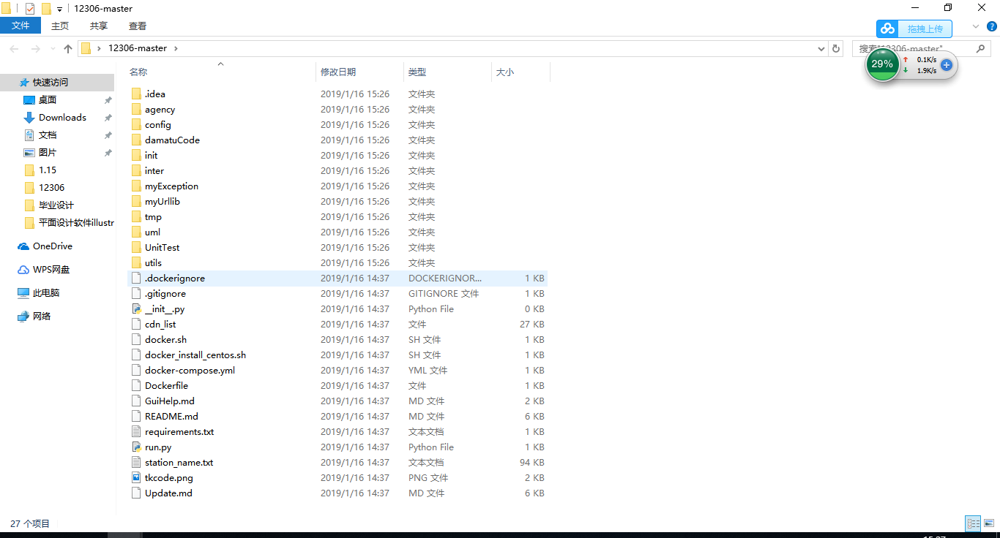 12306-master
文件 主页 共享 查看
拖拽上传
12306-master
搜索"12306-master"
29% 0.1K/s
1.9K/s
名称 修改日期 类型 大小
快速访问
桌面
Downloads
文档
图片
1.15
12306
毕业设计
平面设计软件illustr
OneDrive
WPS网盘
此电脑
网络
.idea 2019/1/16 15:26 文件夹
agency 2019/1/16 15:26 文件夹
config 2019/1/16 15:26 文件夹
damatuCode 2019/1/16 15:26 文件夹
init 2019/1/16 15:26 文件夹
inter 2019/1/16 15:26 文件夹
myException 2019/1/16 15:26 文件夹
myUrllib 2019/1/16 15:26 文件夹
tmp 2019/1/16 15:26 文件夹
uml 2019/1/16 15:26 文件夹
UnitTest 2019/1/16 15:26 文件夹
utils 2019/1/16 15:26 文件夹
.dockerignore 2019/1/16 14:37 DOCKERIGNOR... 1 KB
.gitignore 2019/1/16 14:37 GITIGNORE 文件 1 KB
__init__.py 2019/1/16 14:37 Python File 0 KB
cdn_list 2019/1/16 14:37 文件 27 KB
docker.sh 2019/1/16 14:37 SH 文件 1 KB
docker_install_centos.sh 2019/1/16 14:37 SH 文件 1 KB
docker-compose.yml 2019/1/16 14:37 YML 文件 1 KB
Dockerfile 2019/1/16 14:37 文件 1 KB
GuiHelp.md 2019/1/16 14:37 MD 文件 2 KB
README.md 2019/1/16 14:37 MD 文件 6 KB
requirements.txt 2019/1/16 14:37 文本文档 1 KB
run.py 2019/1/16 14:37 Python File 1 KB
station_name.txt 2019/1/16 14:37 文本文档 94 KB
tkcode.png 2019/1/16 14:37 PNG 文件 2 KB
Update.md 2019/1/16 14:37 MD 文件 6 KB
27 个项目